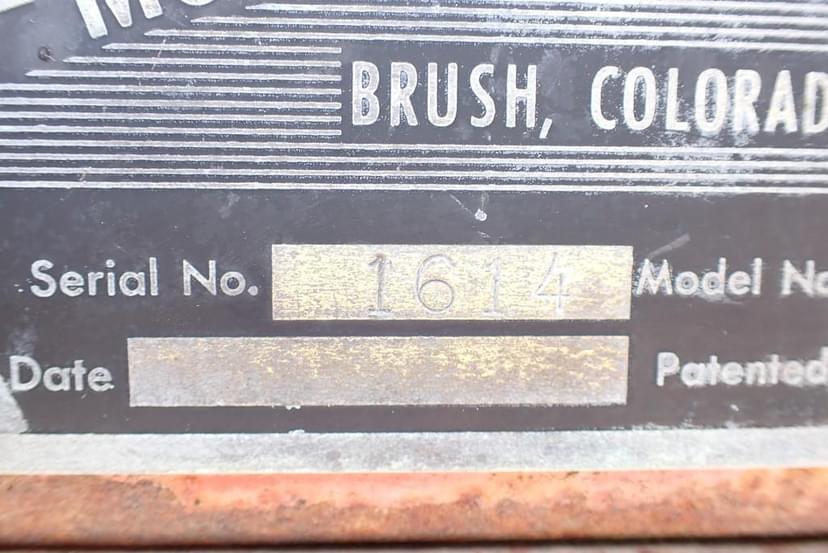 BRUSH, COLORAD
Serial No. 1614 Model No
Date Patented